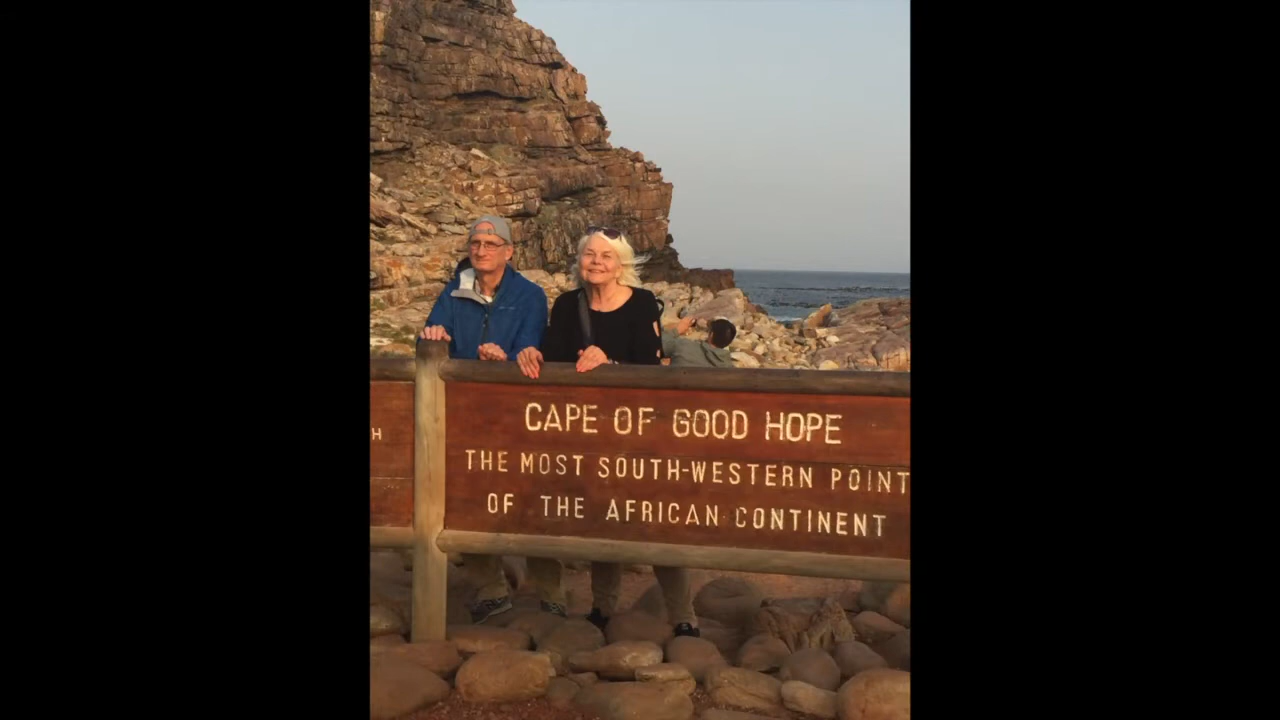 H
CAPE OF GOOD HOPE
THE MOST SOUTH-WESTERN POINT
OF THE AFRICAN CONTINENT